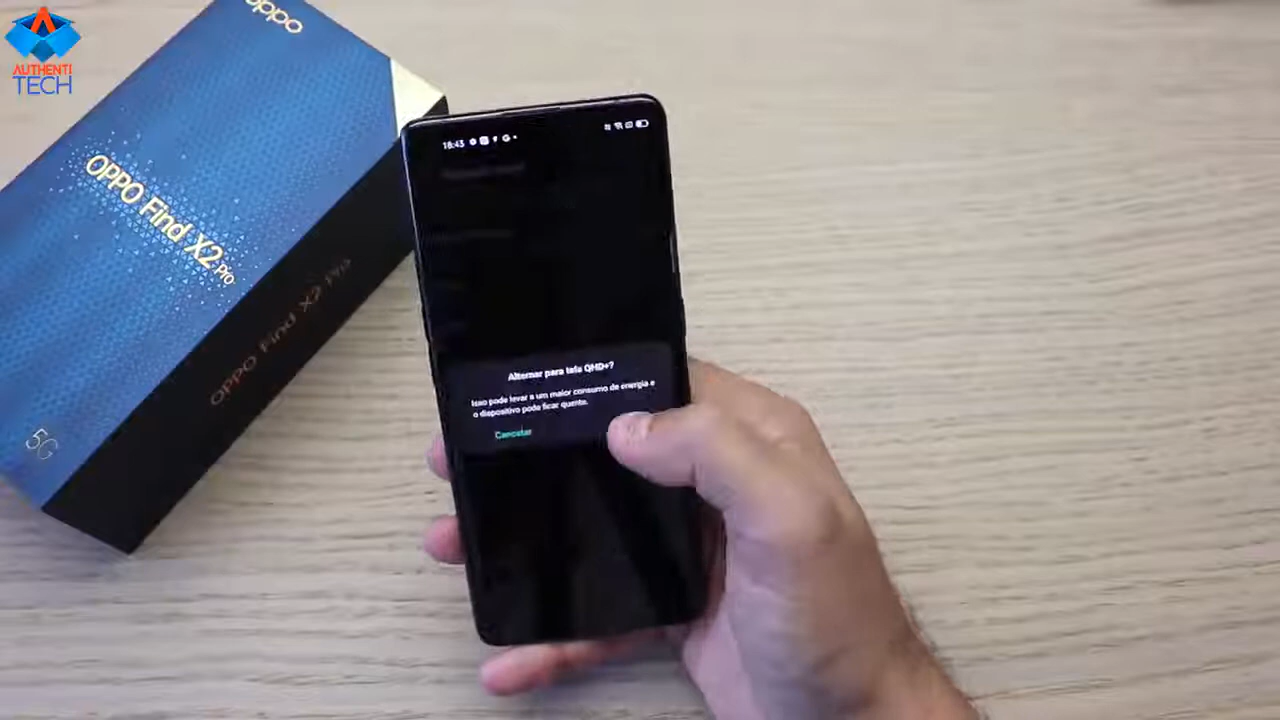 oppo
AUTHENTI
TECH
OPPO Find X2 Pro
OPPO Find X2 Pro
5G
18:43
Alternar para tela QHD+?
Isso pode levar a um maior consumo de energia e
o dispositivo pode ficar quente.
Cancelar